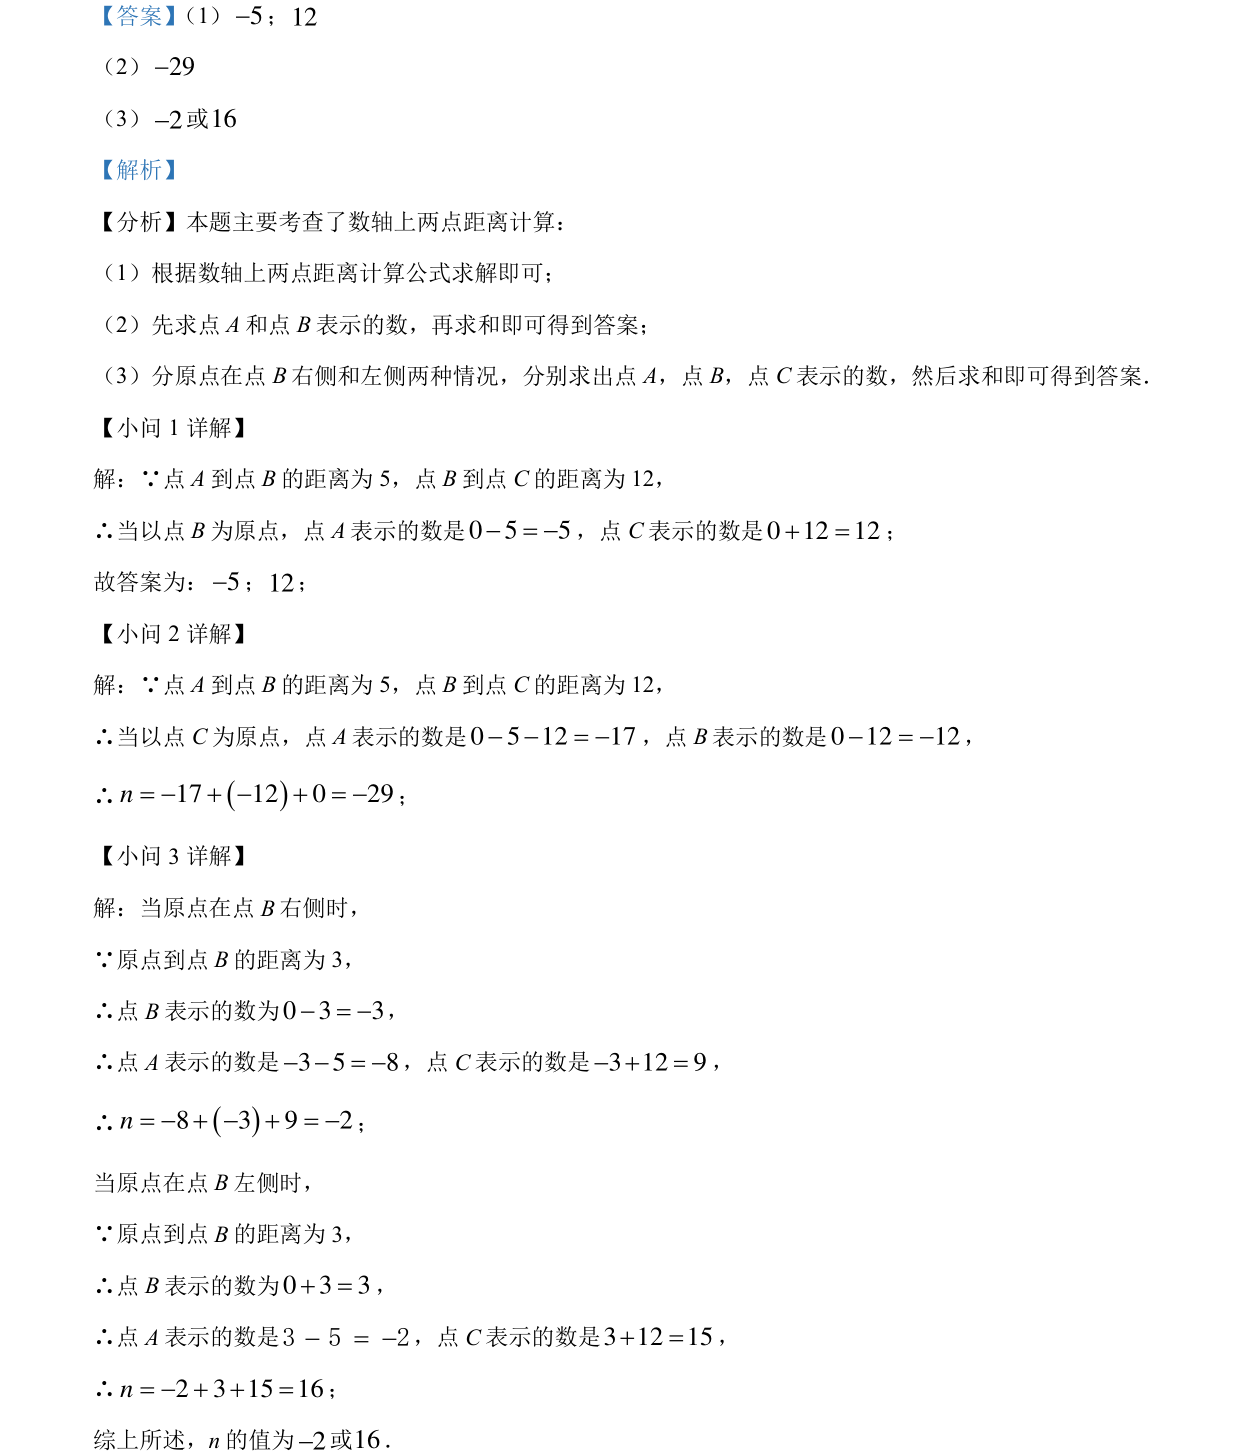 【答案】（1）−5；12
（2）−29
（3）−2或16
【解析】
【分析】本题主要考查了数轴上两点距离计算：
（1）根据数轴上两点距离计算公式求解即可；
（2）先求点 A 和点 B 表示的数，再求和即可得到答案；
（3）分原点在点 B 右侧和左侧两种情况，分别求出点 A，点 B，点 C 表示的数，然后求和即可得到答案．
【小问 1 详解】
解：∵点 A 到点 B 的距离为 5，点 B 到点 C 的距离为 12，
∴当以点 B 为原点，点 A 表示的数是0−5=−5，点 C 表示的数是0+12=12；
故答案为：−5；12；
【小问 2 详解】
解：∵点 A 到点 B 的距离为 5，点 B 到点 C 的距离为 12，
∴当以点 C 为原点，点 A 表示的数是0−5−12=−17，点 B 表示的数是0−12=−12，
∴n=−17+(−12)+0=−29；
【小问 3 详解】
解：当原点在点 B 右侧时，
∵原点到点 B 的距离为 3，
∴点 B 表示的数为0−3=−3，
∴点 A 表示的数是−3−5=−8，点 C 表示的数是−3+12=9，
∴n=−8+(−3)+9=−2；
当原点在点 B 左侧时，
∵原点到点 B 的距离为 3，
∴点 B 表示的数为0+3=3，
∴点 A 表示的数是3−5=−2，点 C 表示的数是3+12=15，
∴n=−2+3+15=16；
综上所述，n 的值为−2或16．